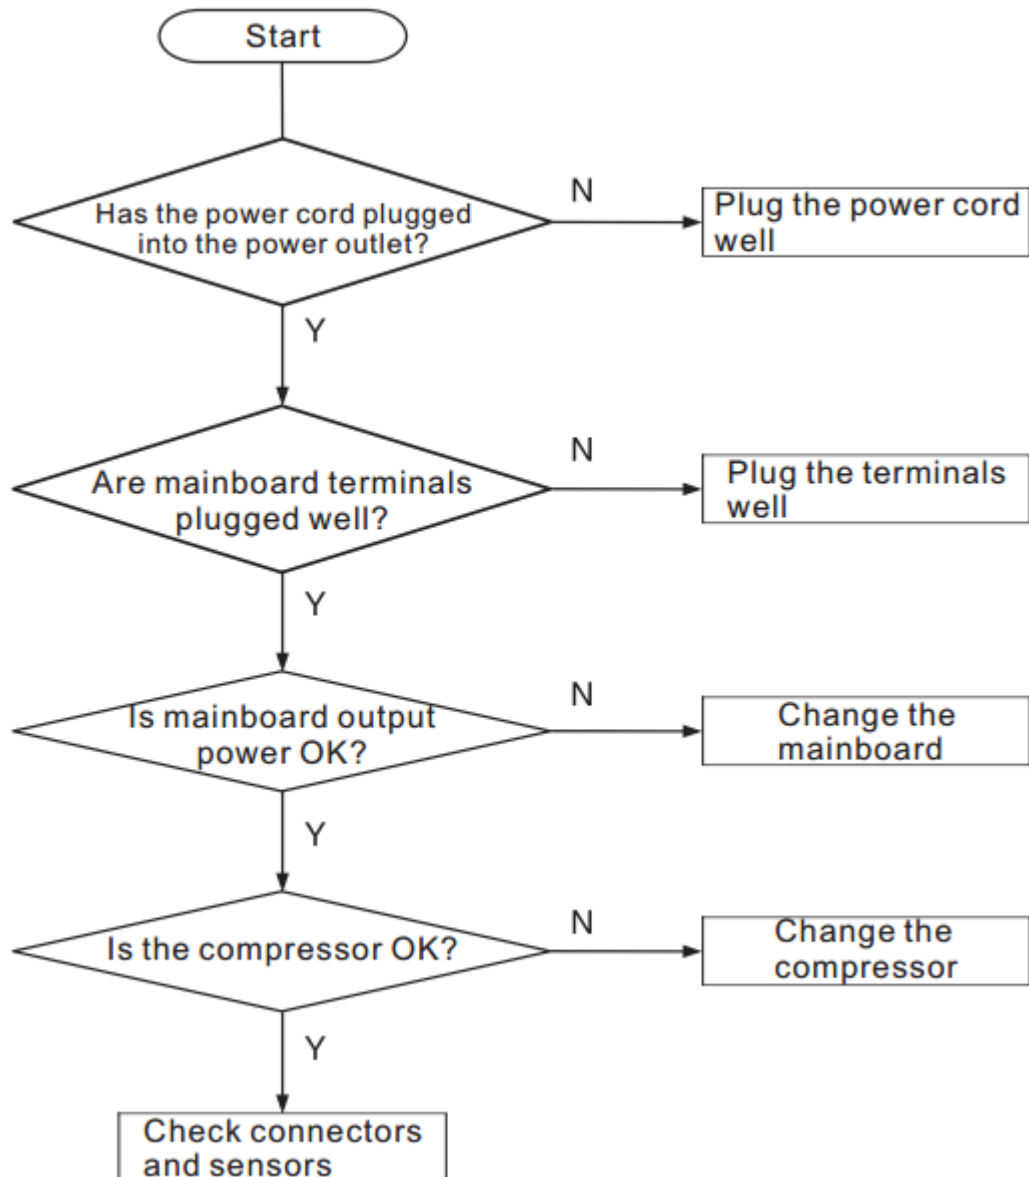 Start
Has the power cord plugged
into the power outlet?
N
Plug the power cord
well
Y
Are mainboard terminals
plugged well?
N
Plug the terminals
well
Y
Is mainboard output
power OK?
N
Change the
mainboard
Y
Is the compressor OK?
N
Change the
compressor
Y
Check connectors
and sensors